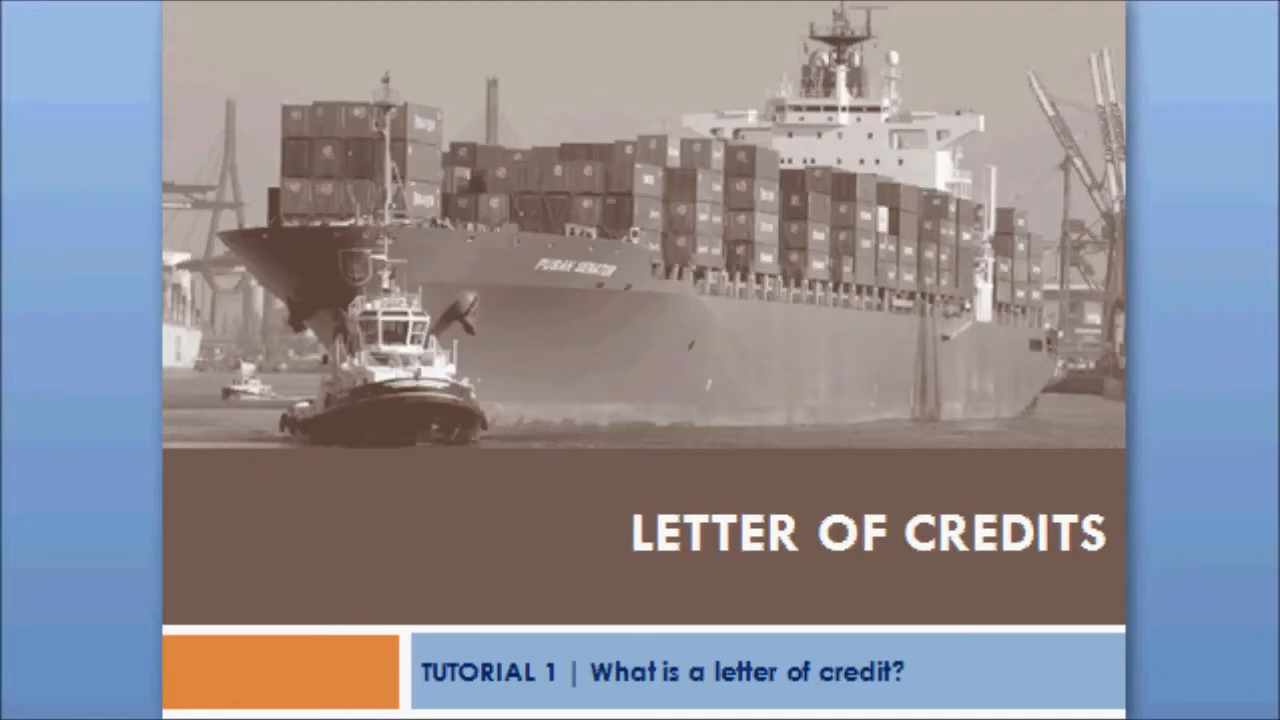 PUSAN SENATOR
LETTER OF CREDITS
TUTORIAL 1 | What is a letter of credit?